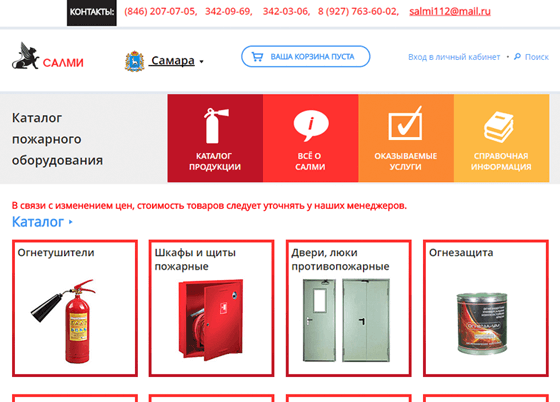 КОНТАКТЫ: (846) 207-07-05, 342-09-69, 342-03-06, 8 (927) 763-60-02, salmi112@mail.ru
САЛМИ
Самара
ВАША КОРЗИНА ПУСТА
Вход в личный кабинет
Поиск
Каталог
пожарного
оборудования
КАТАЛОГ
ПРОДУКЦИИ
ВСЁ О
САЛМИ
ОКАЗЫВАЕМЫЕ
УСЛУГИ
СПРАВОЧНАЯ
ИНФОРМАЦИЯ
В связи с изменением цен, стоимость товаров следует уточнять у наших менеджеров.
Каталог
Огнетушители
Шкафы и щиты
пожарные
Двери, люки
противопожарные
Огнезащита